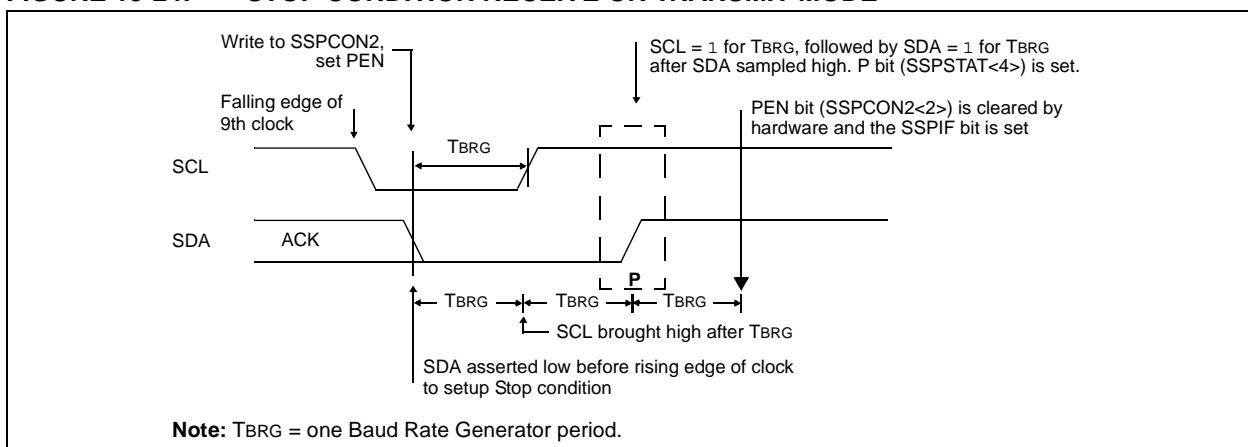 Write to SSPCON2,
set PEN
SCL = 1 for TBRG, followed by SDA = 1 for TBRG
after SDA sampled high. P bit (SSPSTAT<4>) is set.
Falling edge of
9th clock
PEN bit (SSPCON2<2>) is cleared by
hardware and the SSPIF bit is set
TBRG
SCL
SDA
ACK
P
TBRG
TBRG
TBRG
SCL brought high after TBRG
SDA asserted low before rising edge of clock
to setup Stop condition
Note: TBRG = one Baud Rate Generator period.